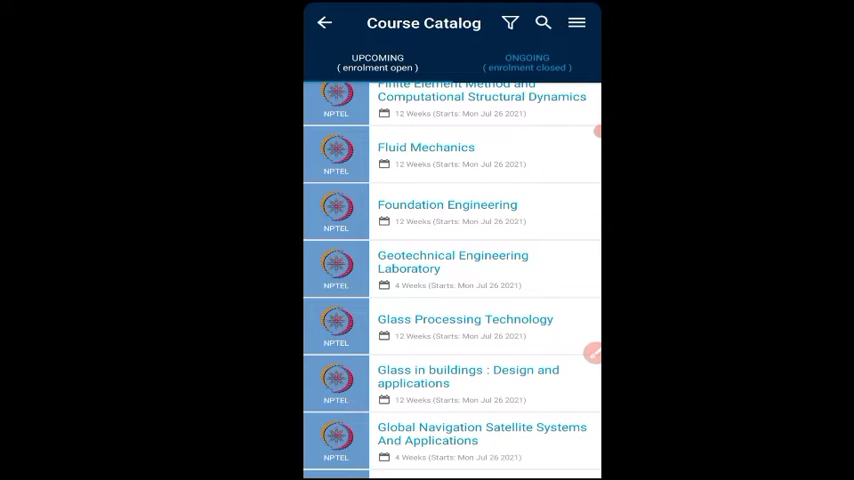 Course Catalog
UPCOMING
( enrolment open )
ONGOING
( enrolment closed )
Finite Element Method and
Computational Structural Dynamics
12 Weeks (Starts: Mon Jul 26 2021)
NPTEL
Fluid Mechanics
12 Weeks (Starts: Mon Jul 26 2021)
NPTEL
Foundation Engineering
12 Weeks (Starts: Mon Jul 26 2021)
NPTEL
Geotechnical Engineering
Laboratory
4 Weeks (Starts: Mon Jul 26 2021)
NPTEL
Glass Processing Technology
12 Weeks (Starts: Mon Jul 26 2021)
NPTEL
Glass in buildings : Design and
applications
12 Weeks (Starts: Mon Jul 26 2021)
NPTEL
Global Navigation Satellite Systems
And Applications
4 Weeks (Starts: Mon Jul 26 2021)
NPTEL